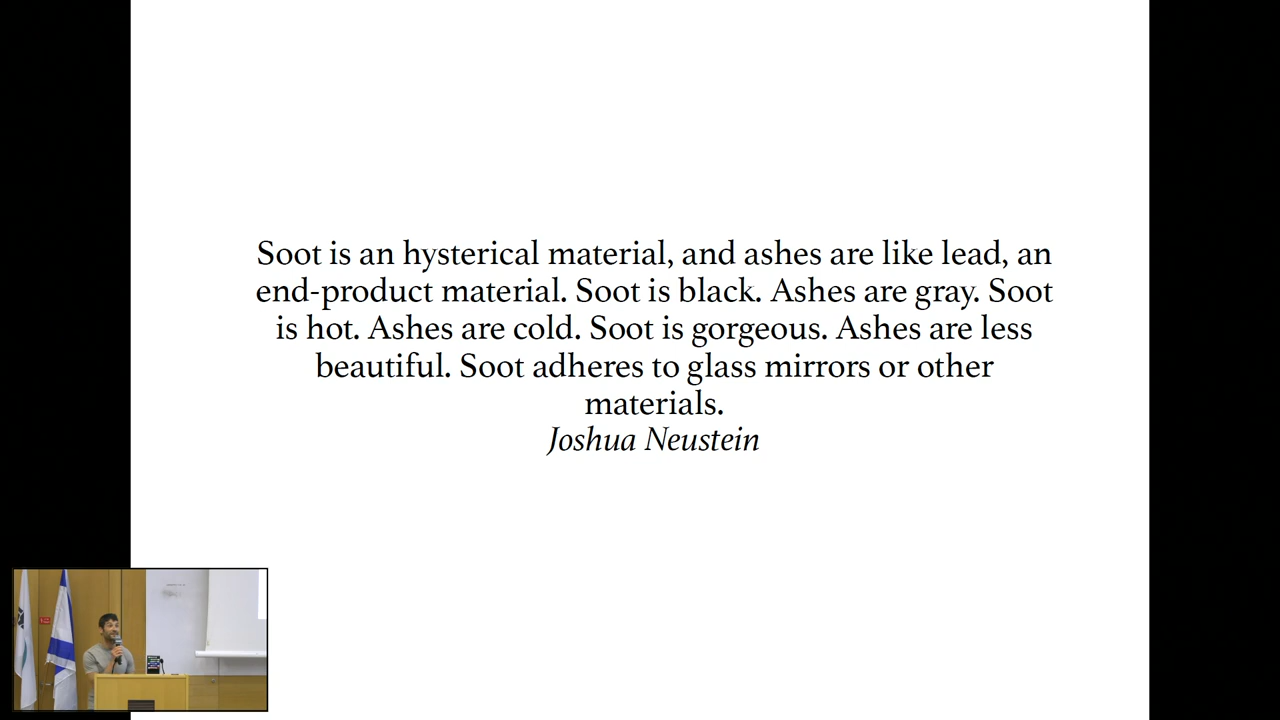 Soot is an hysterical material, and ashes are like lead, an
end-product material. Soot is black. Ashes are gray. Soot
is hot. Ashes are cold. Soot is gorgeous. Ashes are less
beautiful. Soot adheres to glass mirrors or other
materials.
Joshua Neustein